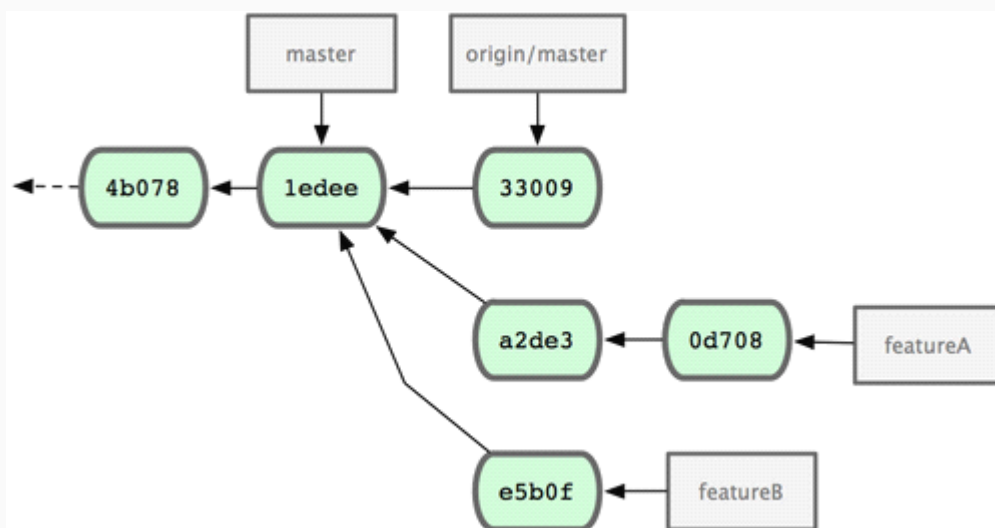 master
origin/master
4b078
1edee
33009
a2de3
0d708
featureA
e5b0f
featureB